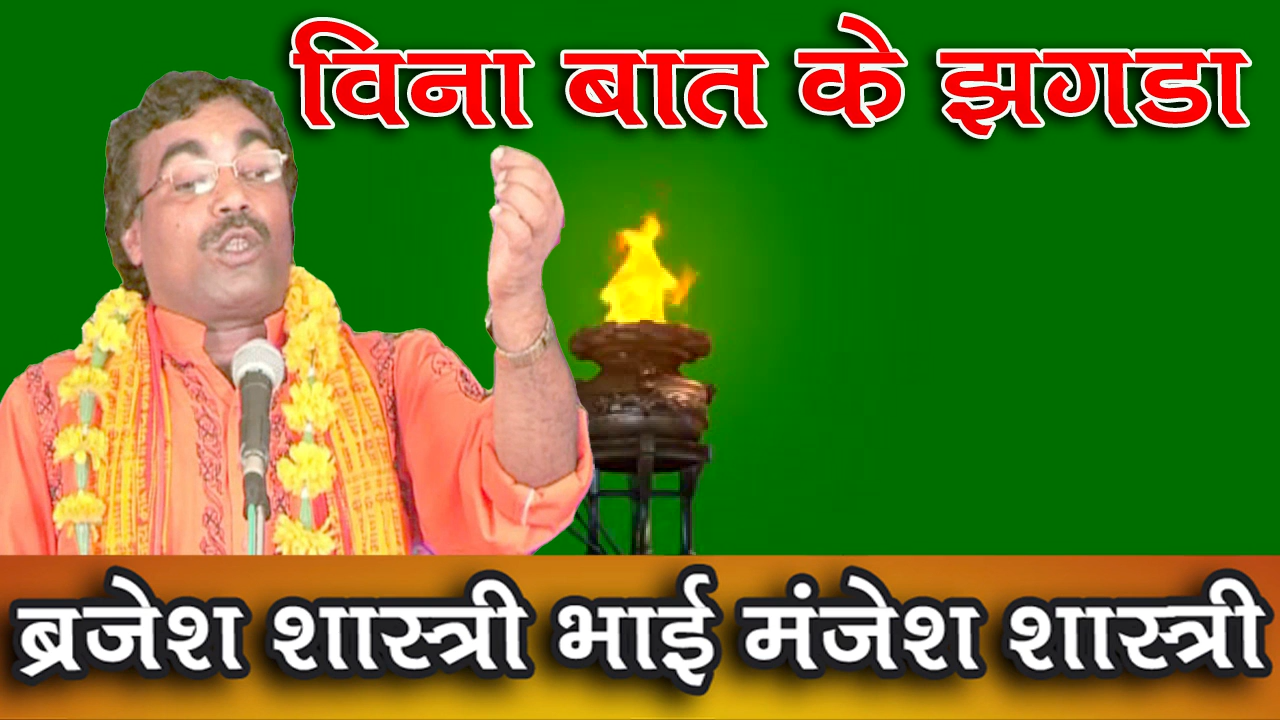 विना बात के झगडा
ब्रजेश शास्त्री भाई मंजेश शास्त्री